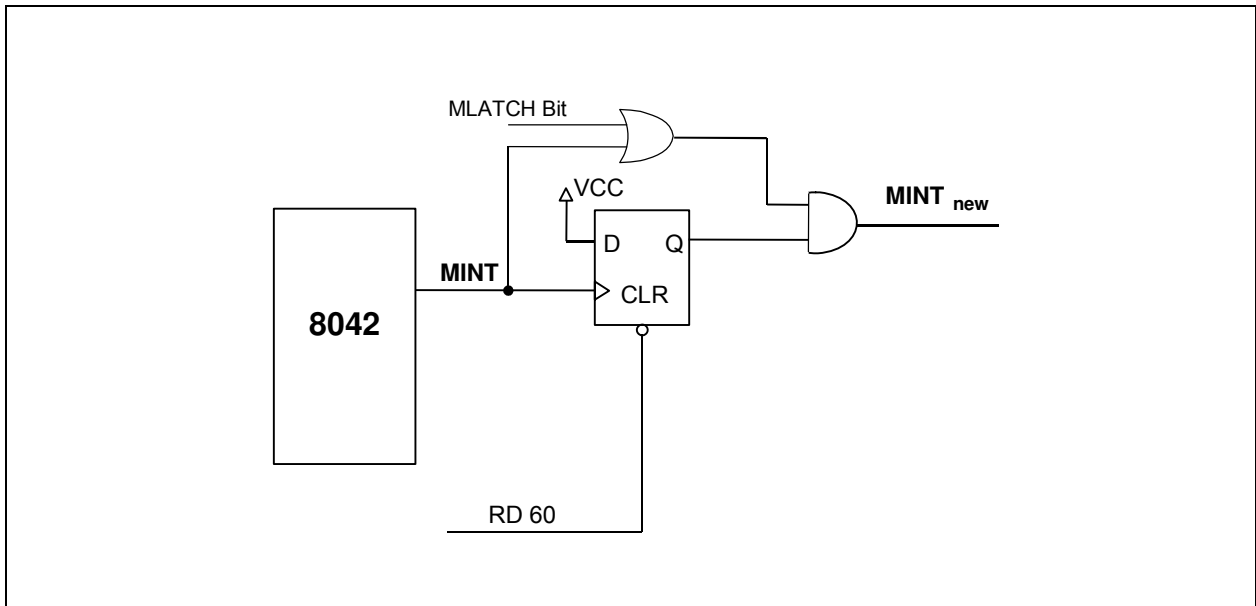 MLATCH Bit
VCC
MINT new
D Q
MINT
CLR
8042
RD 60